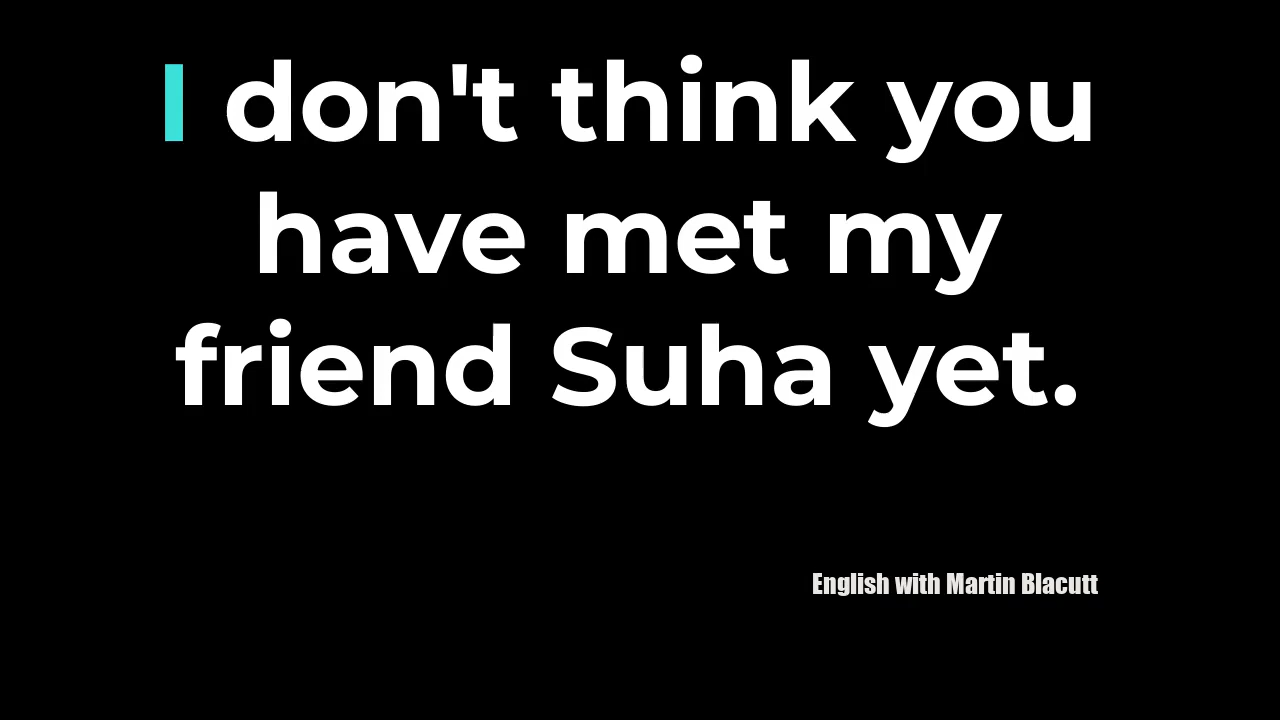 I don't think you
have met my
friend Suha yet.
English with Martin Blacutt